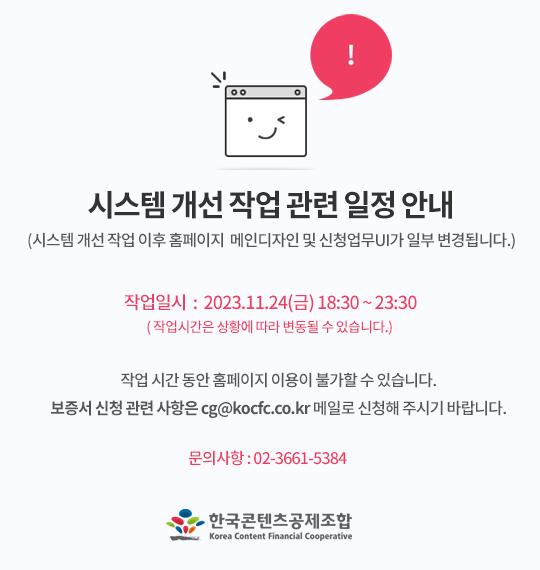 !
시스템 개선 작업 관련 일정 안내
(시스템 개선 작업 이후 홈페이지 메인디자인 및 신청업무UI가 일부 변경됩니다.)
작업일시 : 2023.11.24(금) 18:30 ~ 23:30
( 작업시간은 상황에 따라 변동될 수 있습니다.)
작업 시간 동안 홈페이지 이용이 불가할 수 있습니다.
보증서 신청 관련 사항은 cg@kocfc.co.kr 메일로 신청해 주시기 바랍니다.
문의사항 : 02-3661-5384
한국콘텐츠공제조합
Korea Content Financial Cooperative